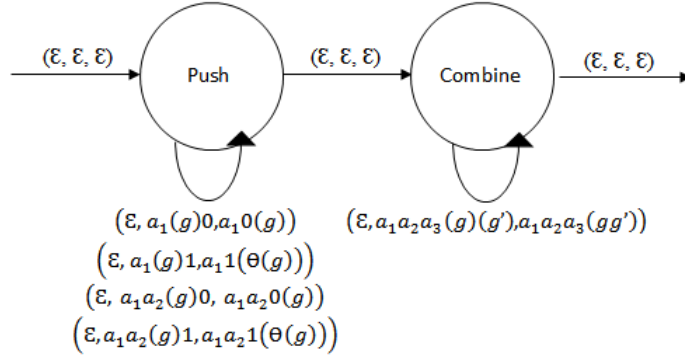 (Ɛ, Ɛ, Ɛ)
Push
(Ɛ, Ɛ, Ɛ)
Combine
(Ɛ, Ɛ, Ɛ)
(Ɛ, a₁(g)0,a₁0(g))
(Ɛ, a₁(g)1,a₁1(Θ(g)))
(Ɛ, a₁a₂(g)0, a₁a₂0(g))
(Ɛ,a₁a₂(g)1,a₁a₂1(Θ(g)))
(Ɛ,a₁a₂a₃(g)(g'),a₁a₂a₃(gg'))